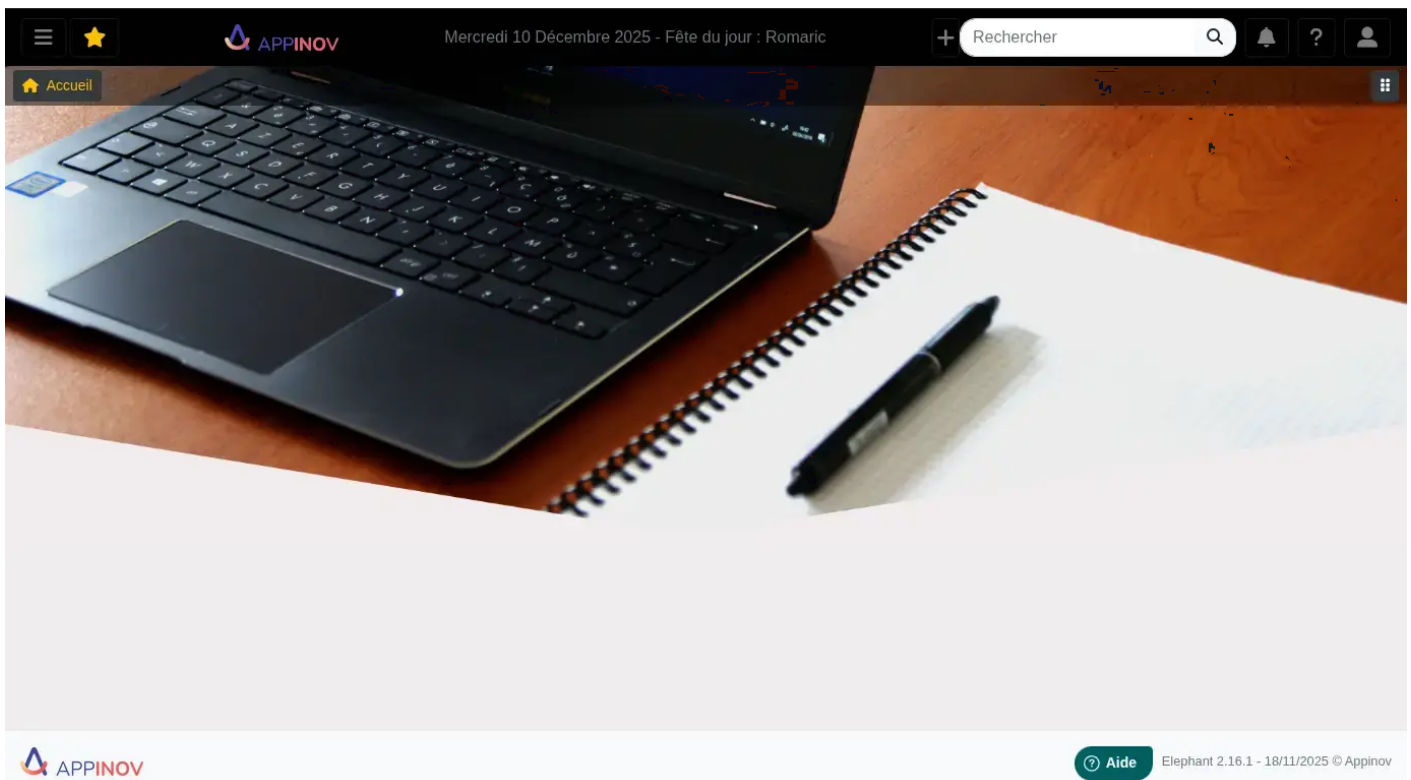 APPINOV
Mercredi 10 Décembre 2025 - Fête du jour : Romaric
Rechercher
?
Accueil
APPINOV
Aide
Elephant 2.16.1 - 18/11/2025 © Appinov